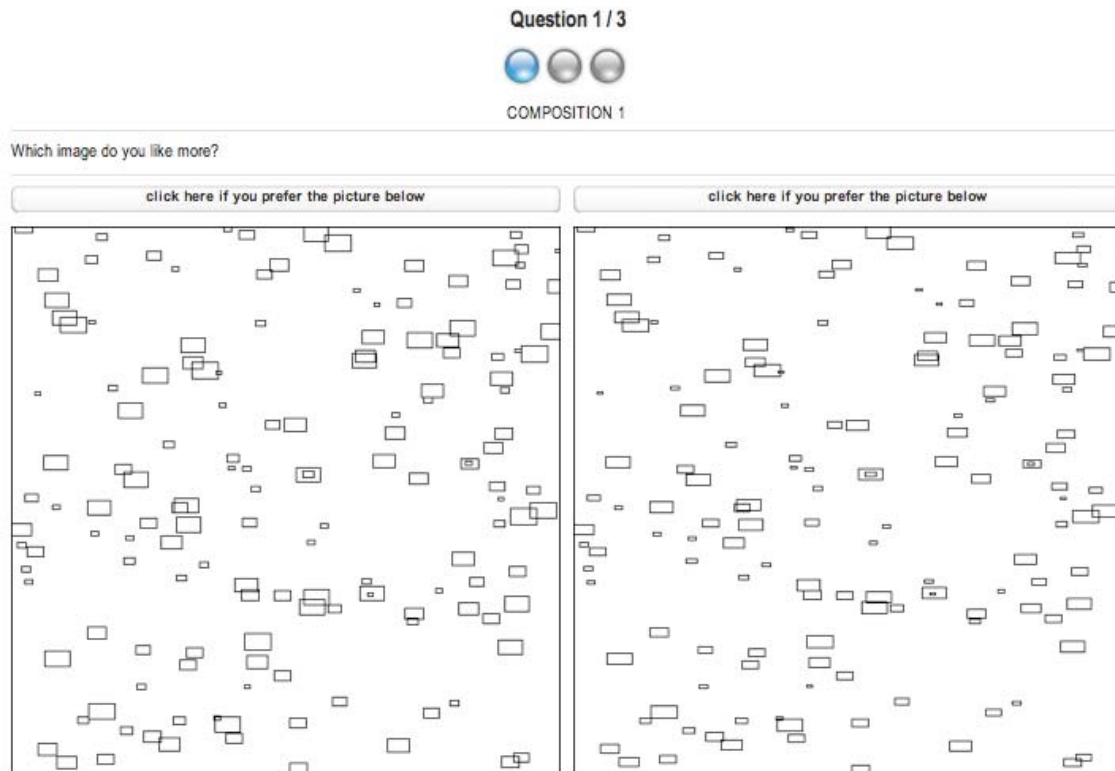 Question 1 / 3
COMPOSITION 1
Which image do you like more?
click here if you prefer the picture below
click here if you prefer the picture below